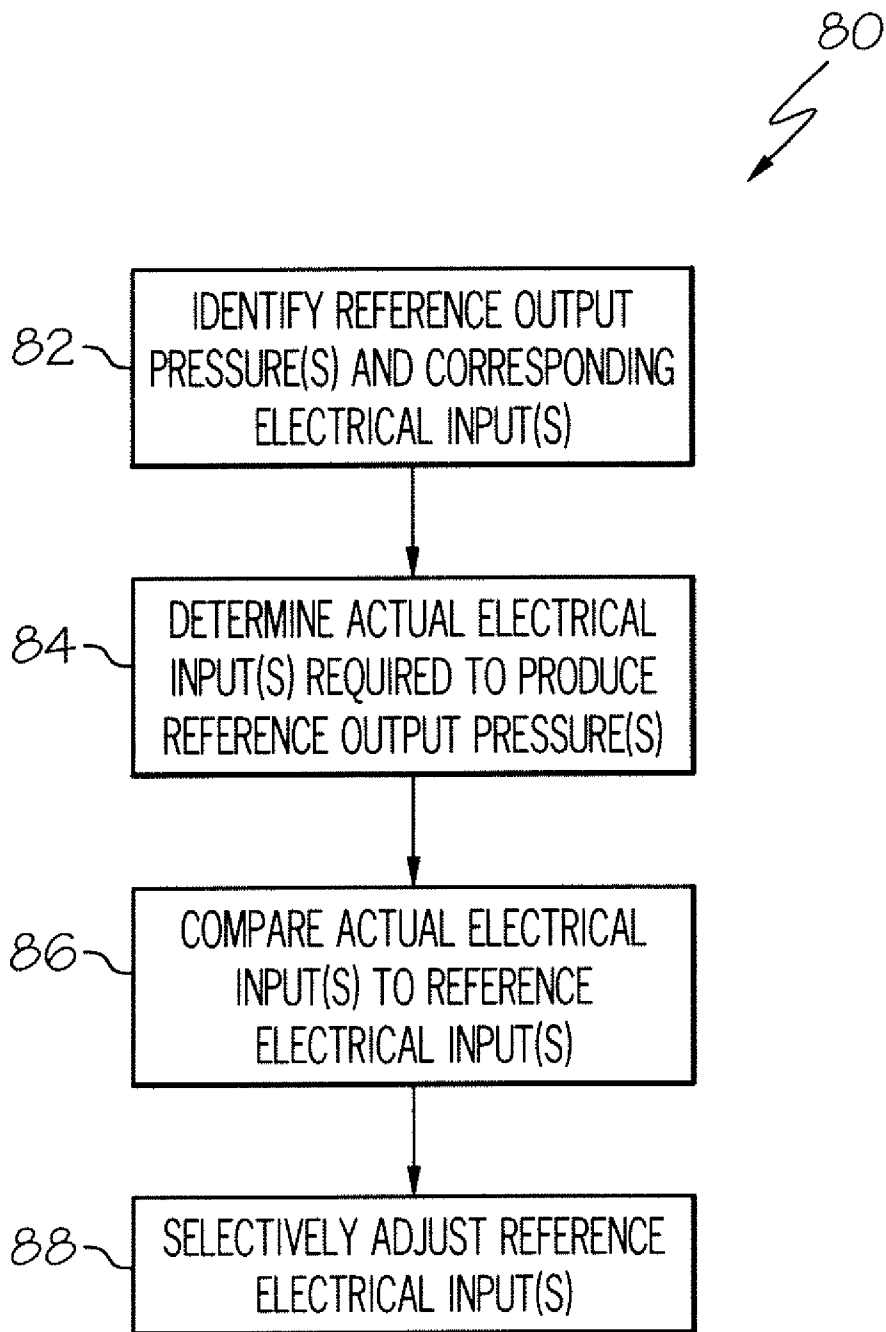 80
82
IDENTIFY REFERENCE OUTPUT
PRESSURE(S) AND CORRESPONDING
ELECTRICAL INPUT(S)
84
DETERMINE ACTUAL ELECTRICAL
INPUT(S) REQUIRED TO PRODUCE
REFERENCE OUTPUT PRESSURE(S)
86
COMPARE ACTUAL ELECTRICAL
INPUT(S) TO REFERENCE
ELECTRICAL INPUT(S)
88
SELECTIVELY ADJUST REFERENCE
ELECTRICAL INPUT(S)